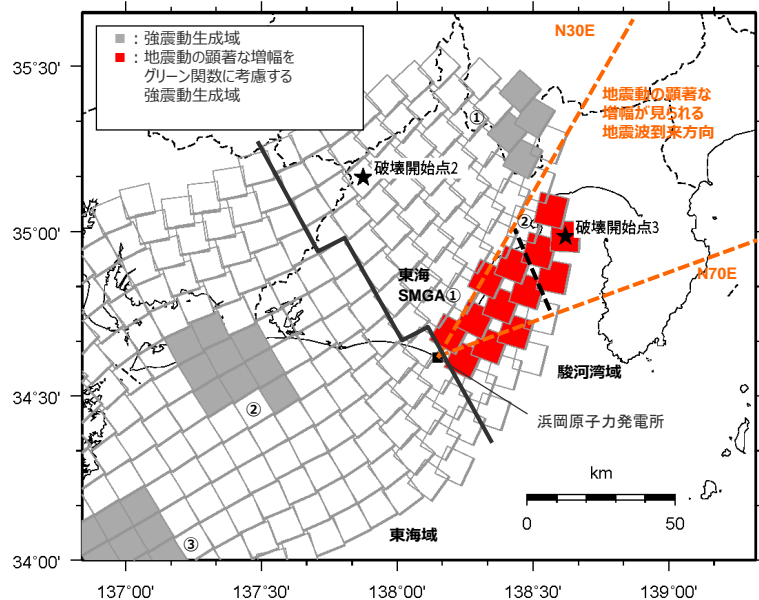 ：強震動生成域
：地震動の顕著な増幅を
グリーン関数に考慮する
強震動生成域
N30E
地震動の顕著な
増幅が見られる
地震波到来方向
①
破壊開始点2
②
破壊開始点3
東海
SMGA①
N70E
駿河湾域
浜岡原子力発電所
②
③
東海域
km
0 50
35°30'
35°00'
34°30'
34°00'
137°00' 137°30' 138°00' 138°30' 139°00'